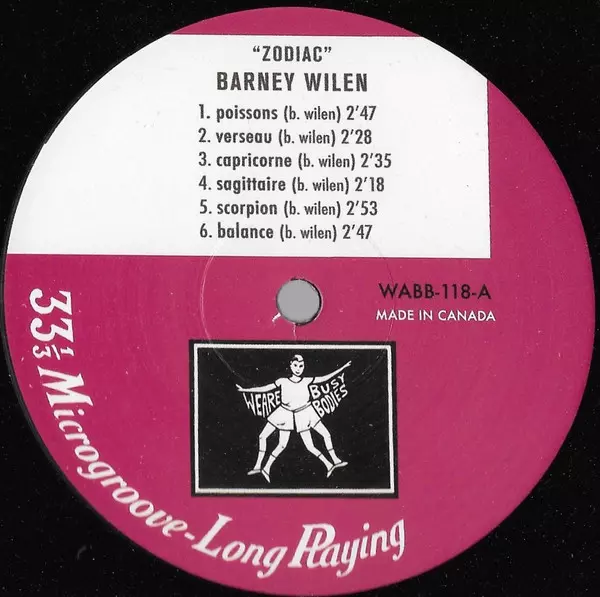 "ZODIAC"
BARNEY WILEN
1. poissons (b. wilen) 2'47
2. verseau (b. wilen) 2'28
3. capricorne (b. wilen) 2'35
4. sagittaire (b. wilen) 2'18
5. scorpion (b. wilen) 2'53
6. balance (b. wilen) 2'47
WABB-118-A
MADE IN CANADA
WE ARE BUSY
BODIES
33 1/3 Microgroove-Long Playing